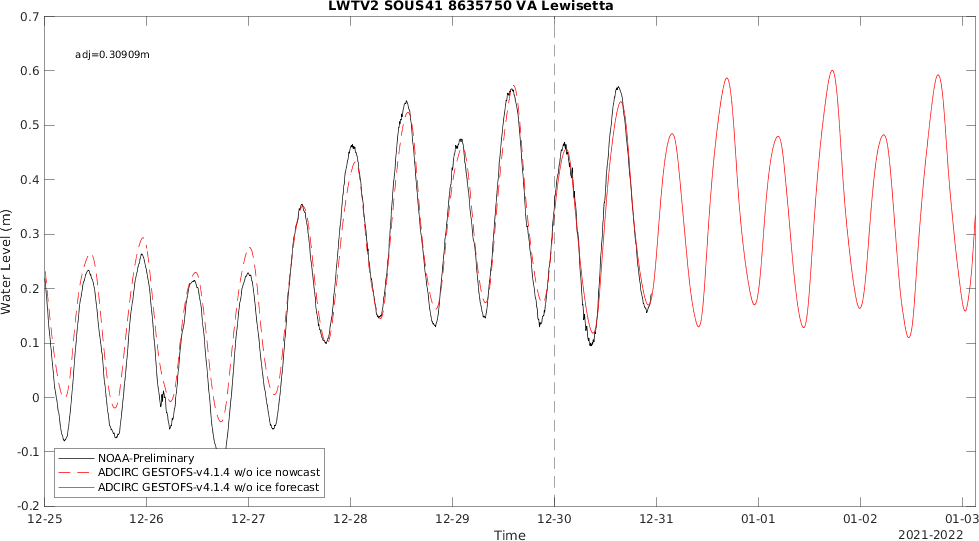 LWTV2 SOUS41 8635750 VA Lewisetta
adj=0.30909m
0.7
0.6
0.5
0.4
0.3
0.2
0.1
0
-0.1
-0.2
Water Level (m)
NOAA-Preliminary
ADCIRC GESTOFS-v4.1.4 w/o ice nowcast
ADCIRC GESTOFS-v4.1.4 w/o ice forecast
12-25 12-26 12-27 12-28 12-29 12-30 12-31 01-01 01-02 01-03
Time
2021-2022